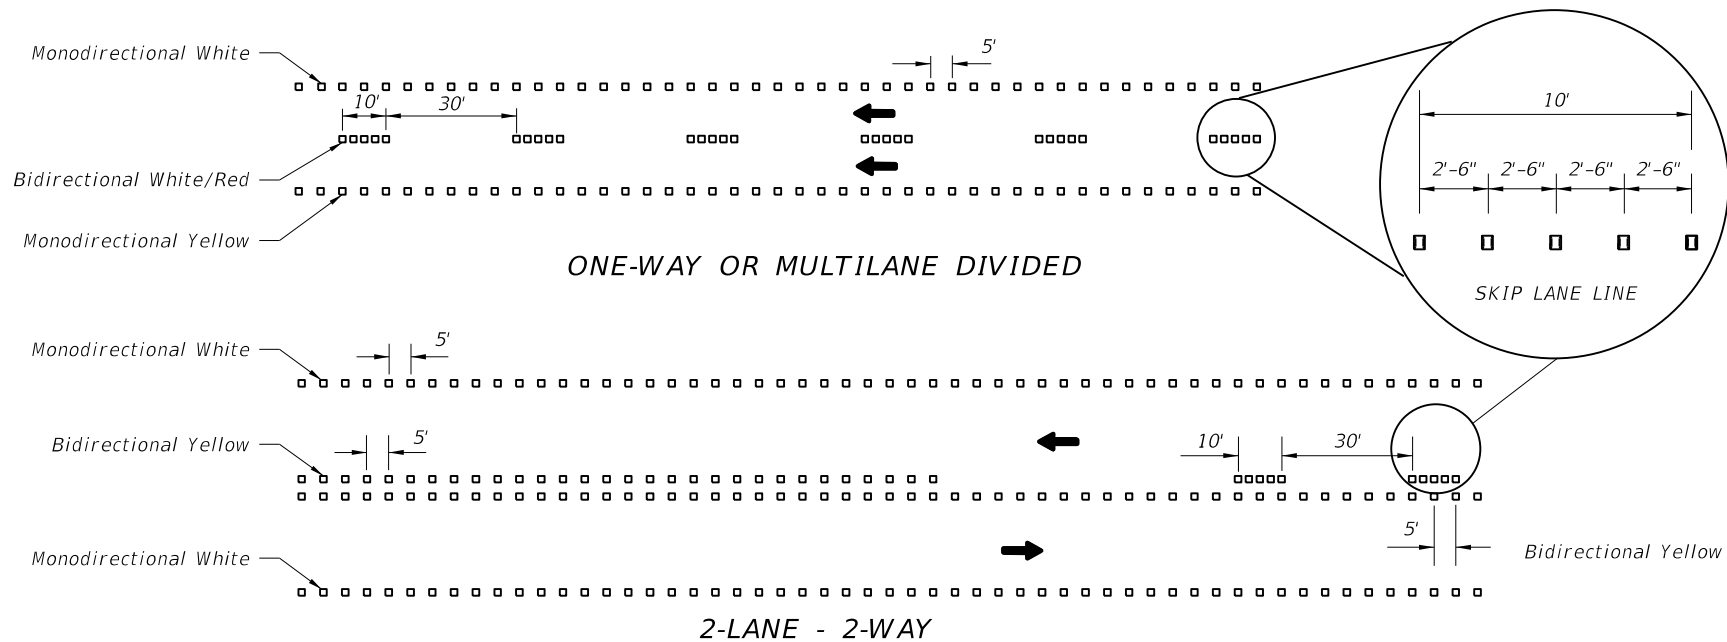 Monodirectional White
5'
10'
30'
Bidirectional White/Red
Monodirectional Yellow
ONE-WAY OR MULTILANE DIVIDED
10'
2'-6" 2'-6" 2'-6" 2'-6"
SKIP LANE LINE
Monodirectional White
5'
Bidirectional Yellow
5'
10'
30'
5'
Bidirectional Yellow
Monodirectional White
2-LANE - 2-WAY